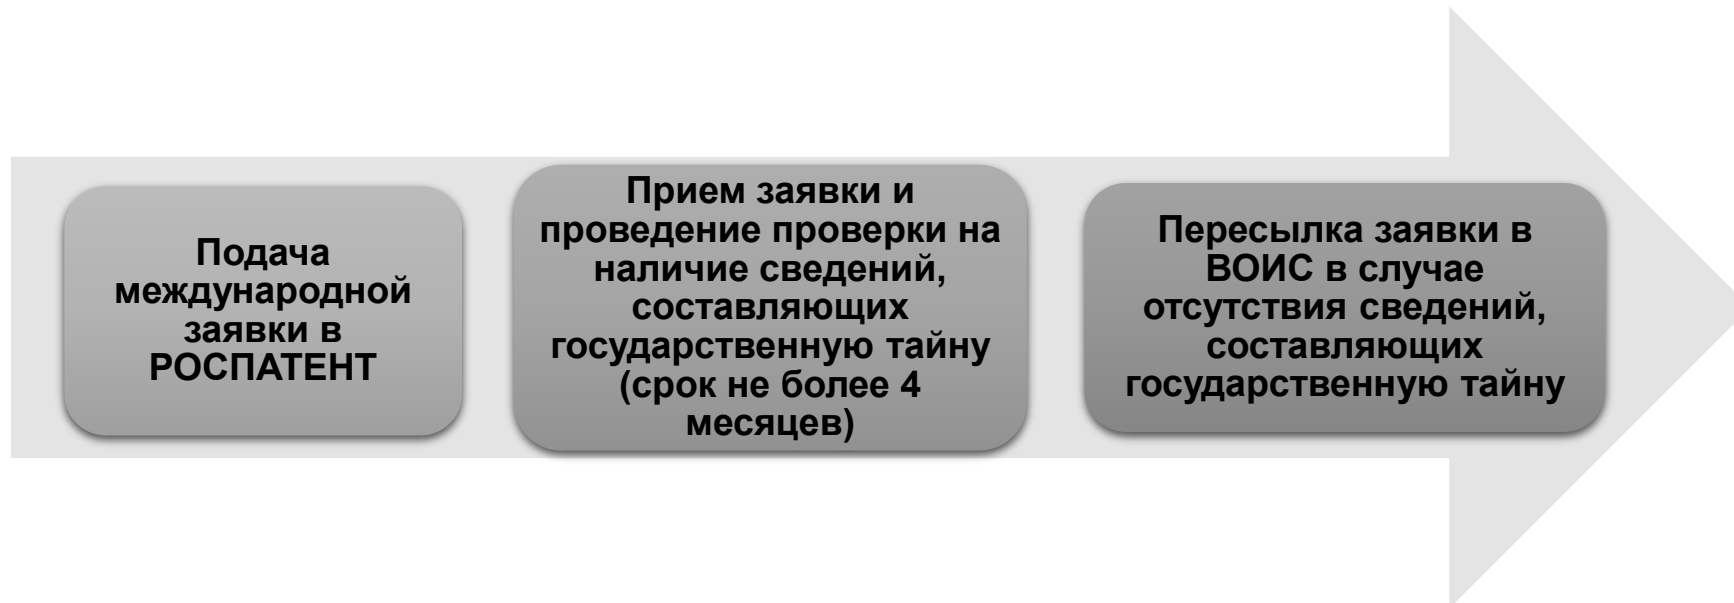 Подача
международной
заявки в
РОСПАТЕНТ
Прием заявки и
проведение проверки на
наличие сведений,
составляющих
государственную тайну
(срок не более 4
месяцев)
Пересылка заявки в
ВОИС в случае
отсутствия сведений,
составляющих
государственную тайну